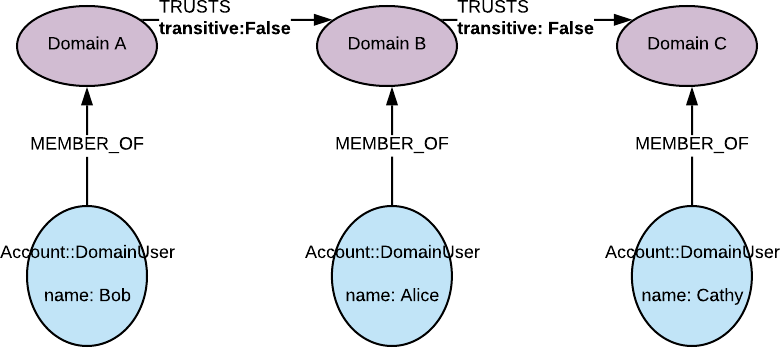 TRUSTS
transitive:False
TRUSTS
transitive: False
Domain A
Domain B
Domain C
MEMBER_OF
MEMBER_OF
MEMBER_OF
Account::DomainUser
name: Bob
Account::DomainUser
name: Alice
Account::DomainUser
name: Cathy